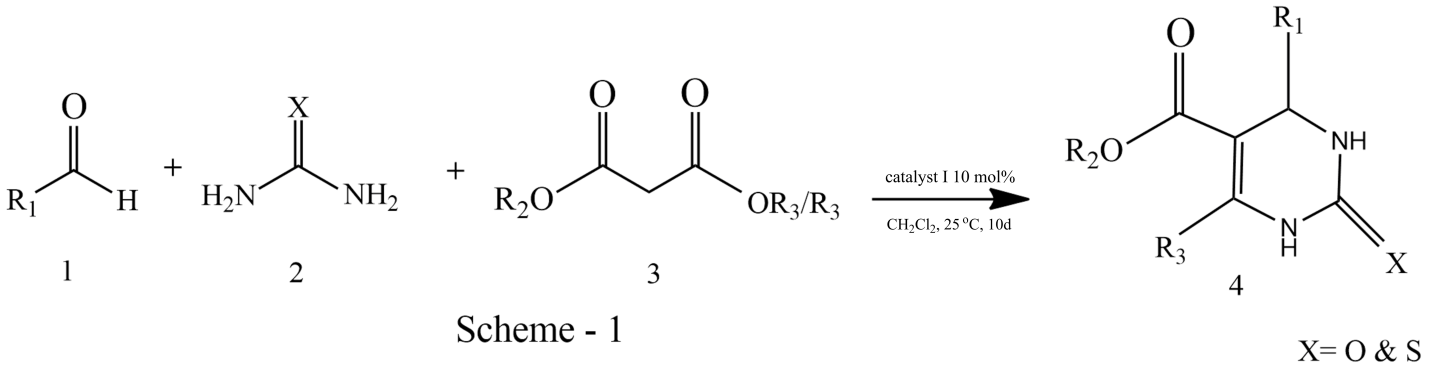 O
R₁ H
1
+
X
H₂N NH₂
2
+
O O
R₂O OR₃/R₃
3
catalyst I 10 mol%
CH₂Cl₂, 25 °C, 10d
O R₁
R₂O NH
R₃ N
H
X
4
Scheme - 1
X= O & S